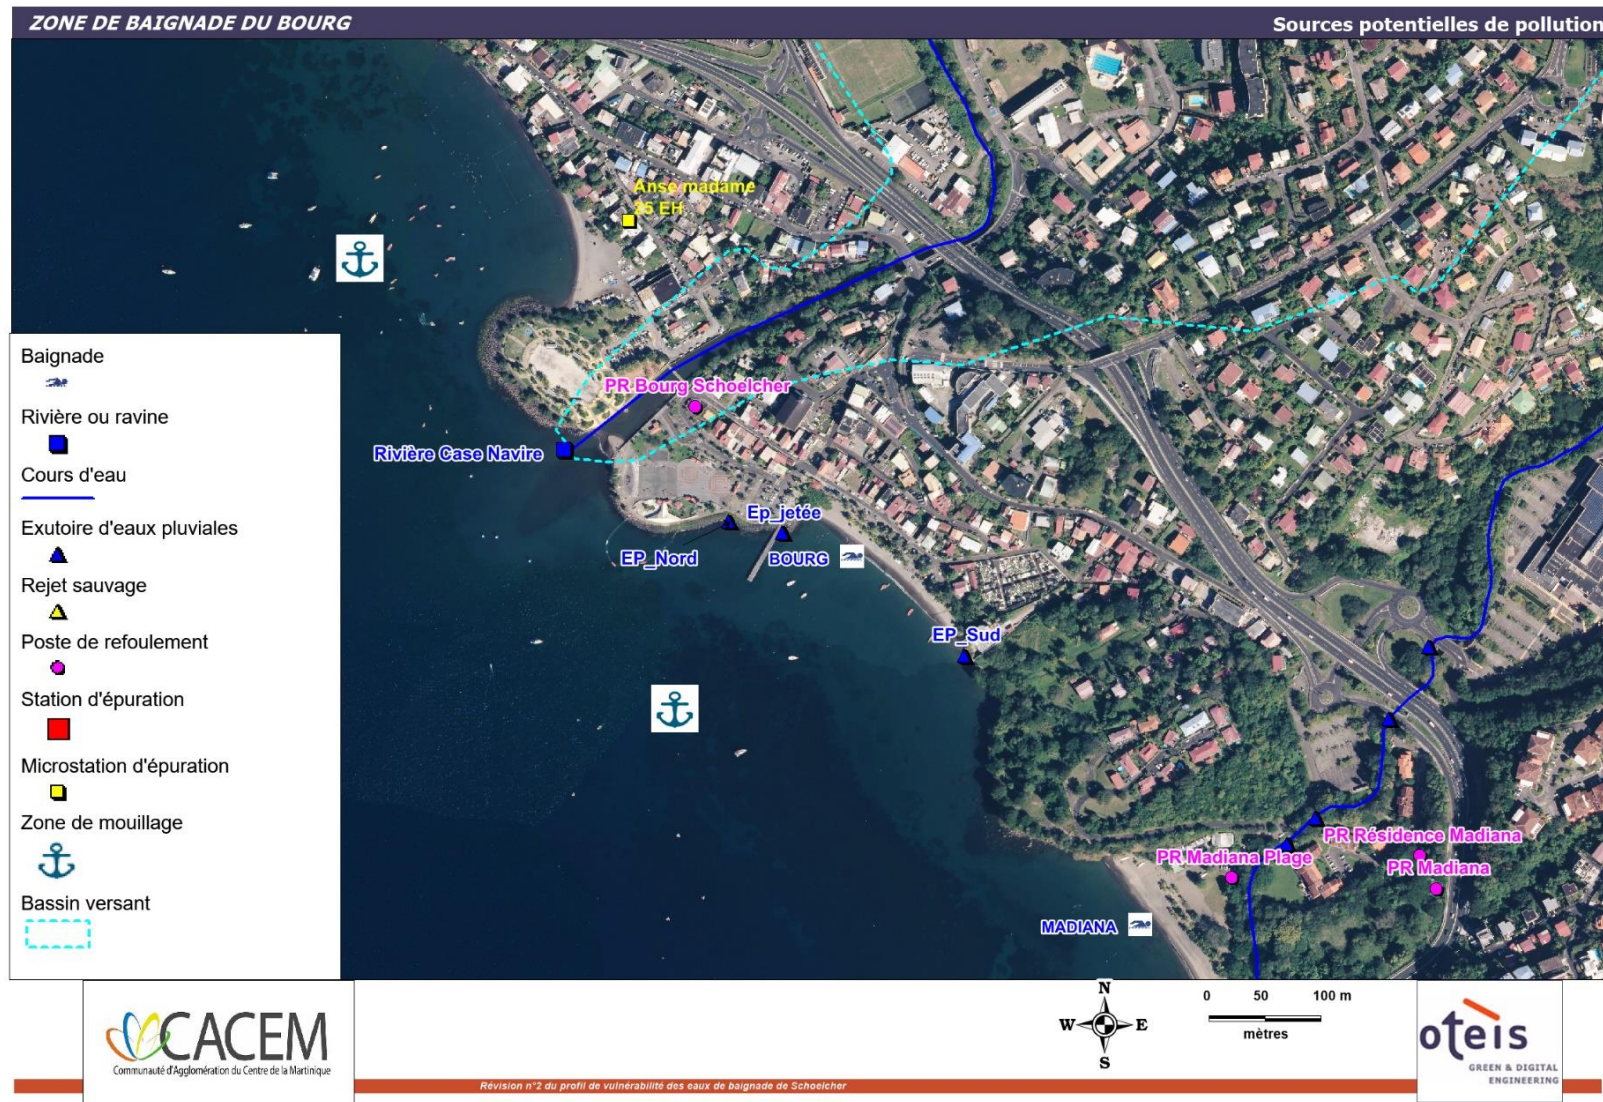 ZONE DE BAIGNADE DU BOURG
Sources potentielles de pollution
Anse madame
25 EH
PR Bourg Schoelcher
Rivière Case Navire
Ep_jetée
EP_Nord
BOURG
EP_Sud
PR Résidence Madiana
PR Madiana Plage
PR Madiana
MADIANA
Baignade
Rivière ou ravine
Cours d'eau
Exutoire d'eaux pluviales
Rejet sauvage
Poste de refoulement
Station d'épuration
Microstation d'épuration
Zone de mouillage
Bassin versant
CACEM
Communauté d'Agglomération du Centre de la Martinique
N
W E
S
0 50 100 m
mètres
oteis
GREEN & DIGITAL
ENGINEERING
Révision n°2 du profil de vulnérabilité des eaux de baignade de Schoelcher